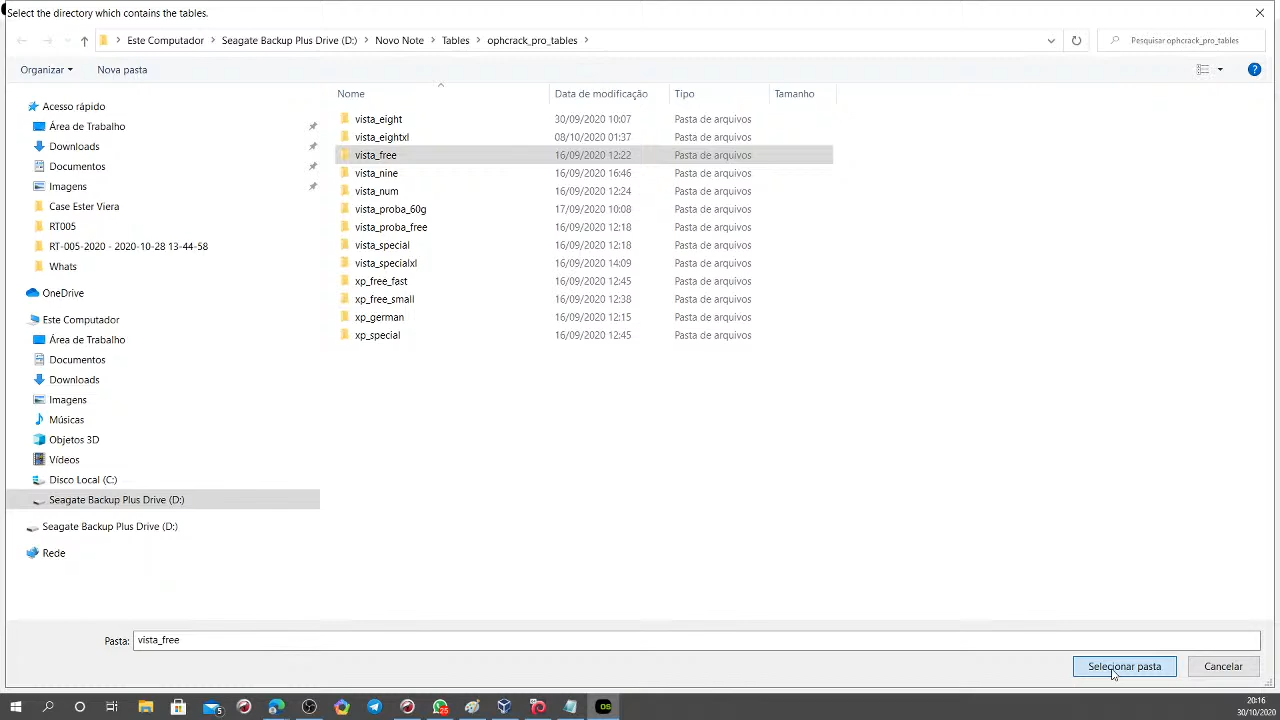 Select the directory which contains the tables.
Este Computador > Seagate Backup Plus Drive (D:) > Novo Note > Tables > ophcrack_pro_tables >
Pesquisar ophcrack_pro_tables
Organizar
Nova pasta
Nome Data de modificação Tipo Tamanho
Acesso rápido
Área de Trabalho
Downloads
Documentos
Imagens
Case Ester Viera
RT005
RT-005-2020 - 2020-10-28 13-44-58
Whats
OneDrive
Este Computador
Área de Trabalho
Documentos
Downloads
Imagens
Músicas
Objetos 3D
Vídeos
Disco Local (C:)
Seagate Backup Plus Drive (D:)
Seagate Backup Plus Drive (D:)
Rede
vista_eight 30/09/2020 10:07 Pasta de arquivos
vista_eightxl 08/10/2020 01:37 Pasta de arquivos
vista_free 16/09/2020 12:22 Pasta de arquivos
vista_nine 16/09/2020 16:46 Pasta de arquivos
vista_num 16/09/2020 12:24 Pasta de arquivos
vista_proba_60g 17/09/2020 10:08 Pasta de arquivos
vista_proba_free 16/09/2020 12:18 Pasta de arquivos
vista_special 16/09/2020 12:18 Pasta de arquivos
vista_specialxl 16/09/2020 14:09 Pasta de arquivos
xp_free_fast 16/09/2020 12:45 Pasta de arquivos
xp_free_small 16/09/2020 12:38 Pasta de arquivos
xp_german 16/09/2020 12:15 Pasta de arquivos
xp_special 16/09/2020 12:45 Pasta de arquivos
Pasta: vista_free
Selecionar pasta
Cancelar
25
OS
20:16
30/10/2020